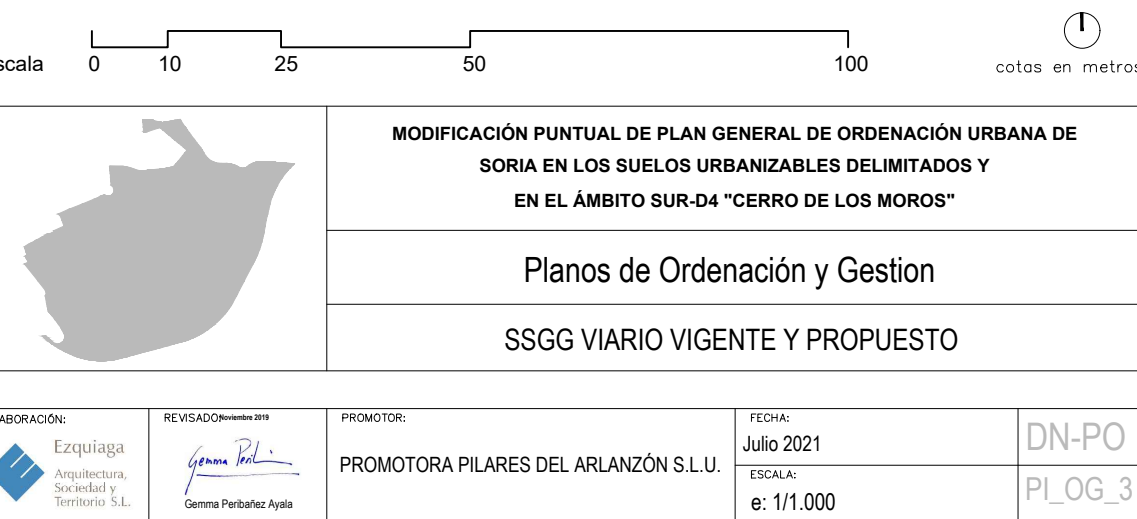 scala 0 10 25 50 100
cotas en metros
MODIFICACIÓN PUNTUAL DE PLAN GENERAL DE ORDENACIÓN URBANA DE
SORIA EN LOS SUELOS URBANIZABLES DELIMITADOS Y
EN EL ÁMBITO SUR-D4 "CERRO DE LOS MOROS"
Planos de Ordenación y Gestion
SSGG VIARIO VIGENTE Y PROPUESTO
ABORACIÓN:
Ezquiaga
Arquitectura,
Sociedad y
Territorio S.L.
REVISADO: Noviembre 2019
Gemma Peribañez Ayala
PROMOTOR:
PROMOTORA PILARES DEL ARLANZÓN S.L.U.
FECHA:
Julio 2021
ESCALA:
e: 1/1.000
DN-PO
PI_OG_3